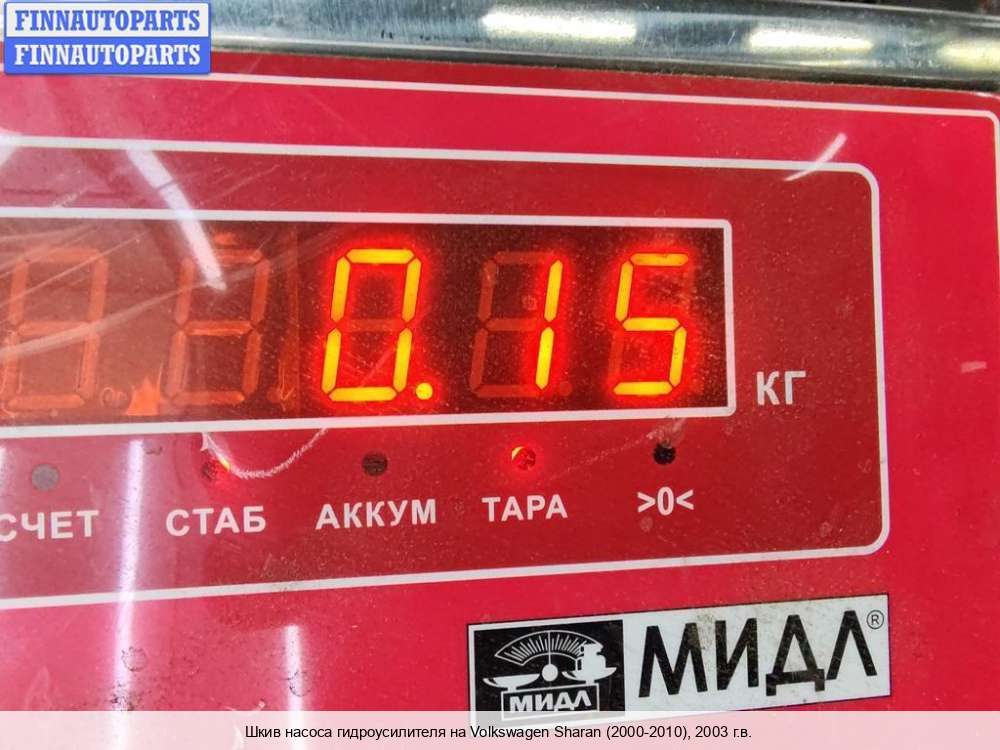 FINNAUTOPARTS
FINNAUTOPARTS
0.15
КГ
СЧЕТ СТАБ АККУМ ТАРА >0<
МИДЛ МИДЛ®
Шкив насоса гидроусилителя на Volkswagen Sharan (2000-2010), 2003 г.в.